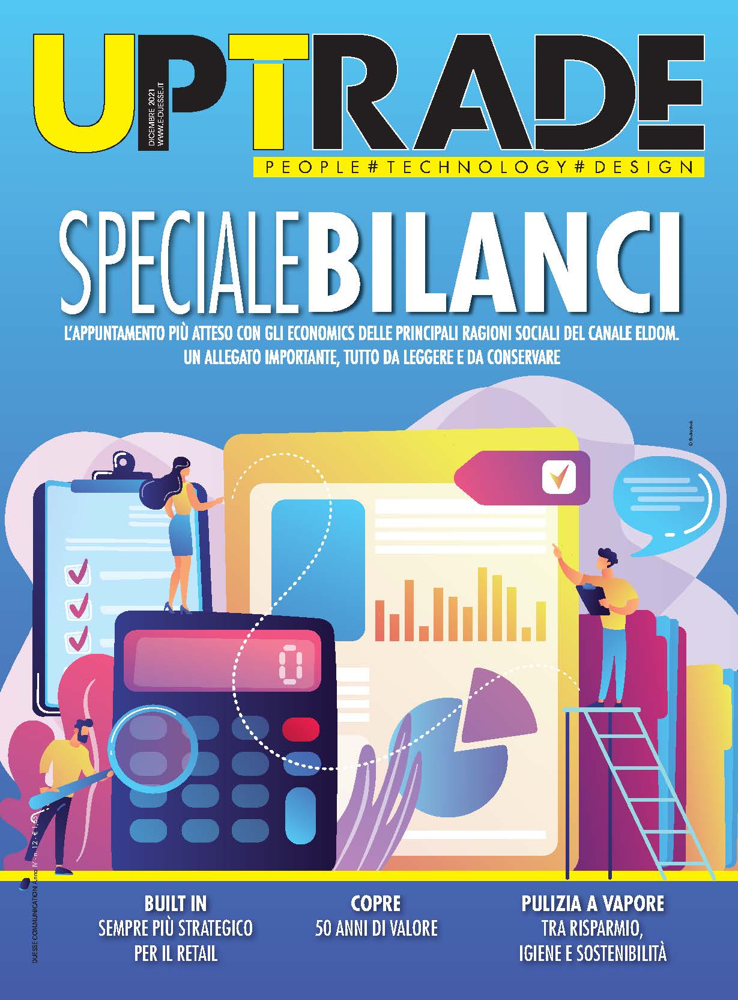 UPTRADE
DICEMBRE 2021
WWW.E-DUESSE.IT
PEOPLE#TECHNOLOGY#DESIGN
SPECIALEBILANCI
L'APPUNTAMENTO PIÙ ATTESO CON GLI ECONOMICS DELLE PRINCIPALI RAGIONI SOCIALI DEL CANALE ELDOM.
UN ALLEGATO IMPORTANTE, TUTTO DA LEGGERE E DA CONSERVARE
© Shutterstock
0
DUESSE COMMUNICATION Anno IV - n. 12 - € 1,55
BUILT IN
SEMPRE PIÙ STRATEGICO
PER IL RETAIL
COPRE
50 ANNI DI VALORE
PULIZIA A VAPORE
TRA RISPARMIO,
IGIENE E SOSTENIBILITÀ